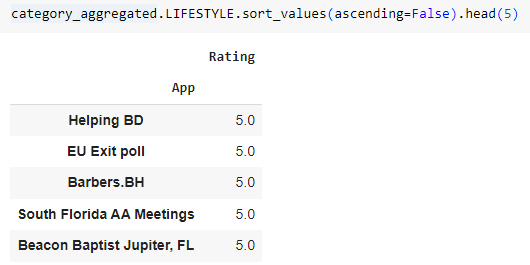 category_aggregated.LIFESTYLE.sort_values(ascending=False).head(5)
Rating
App
Helping BD 5.0
EU Exit poll 5.0
Barbers.BH 5.0
South Florida AA Meetings 5.0
Beacon Baptist Jupiter, FL 5.0